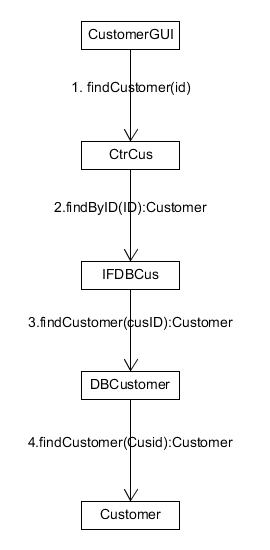 CustomerGUI
1. findCustomer(id)
CtrCus
2.findByID(ID):Customer
IFDBCus
3.findCustomer(cusID):Customer
DBCustomer
4.findCustomer(Cusid):Customer
Customer